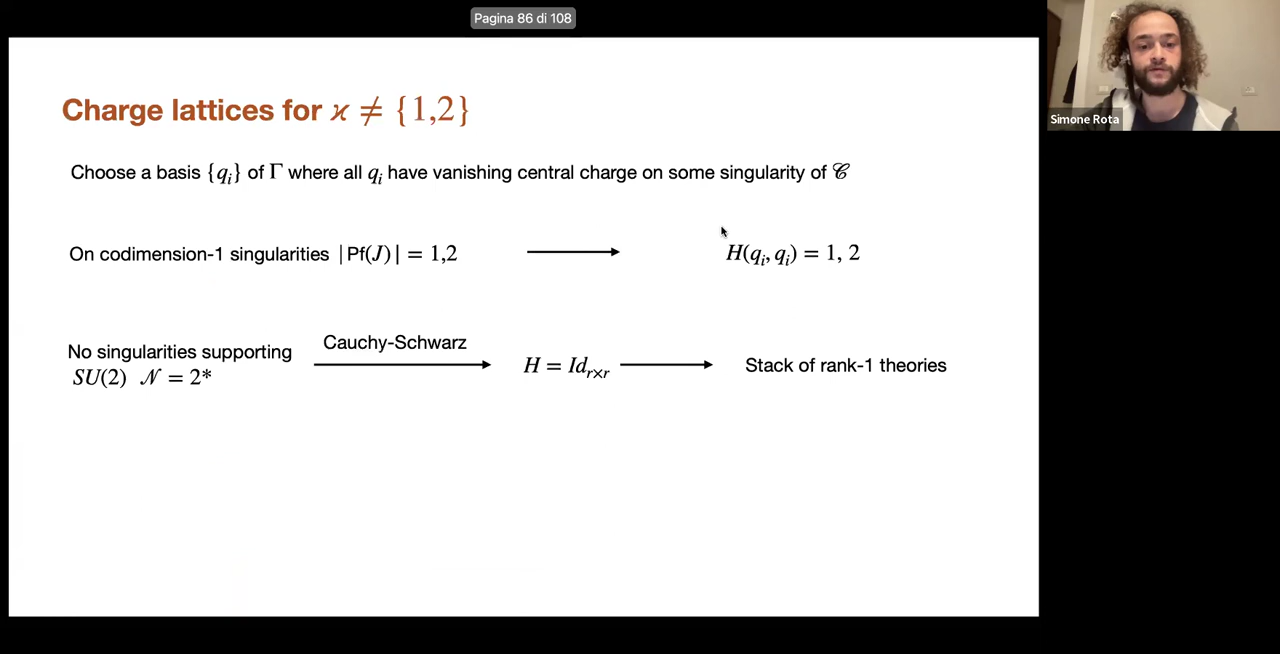 Pagina 86 di 108
Charge lattices for ϰ ≠ {1,2}
Simone Rota
Choose a basis {qᵢ} of Γ where all qᵢ have vanishing central charge on some singularity of 𝒞
On codimension-1 singularities |Pf(J)| = 1,2 ⟶ H(qᵢ, qᵢ) = 1, 2
No singularities supporting
SU(2) 𝒩 = 2*
Cauchy-Schwarz
H = Id_{r×r} ⟶ Stack of rank-1 theories